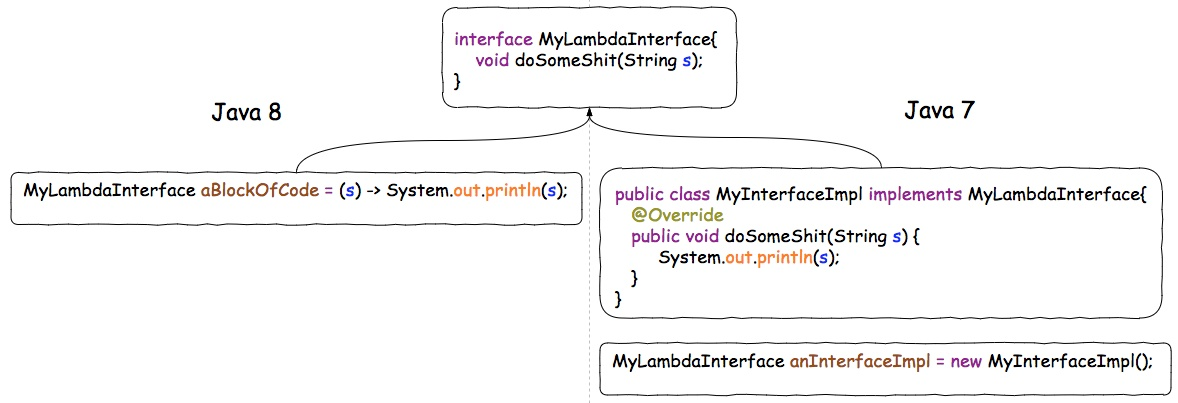 interface MyLambdaInterface{
void doSomeShit(String s);
}
Java 8
Java 7
MyLambdaInterface aBlockOfCode = (s) -> System.out.println(s);
public class MyInterfaceImpl implements MyLambdaInterface{
@Override
public void doSomeShit(String s) {
System.out.println(s);
}
}
MyLambdaInterface anInterfaceImpl = new MyInterfaceImpl();